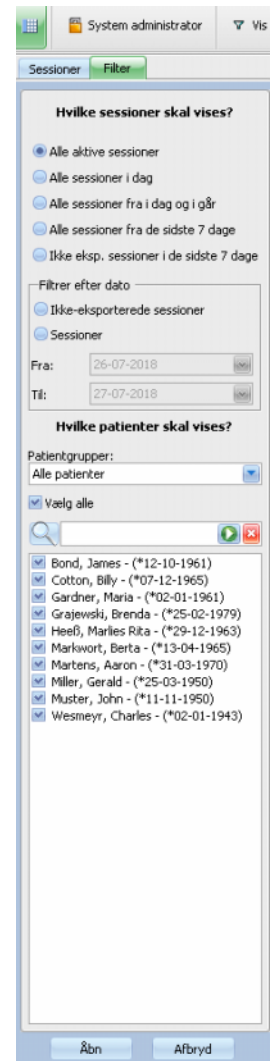 System administrator
Vis
Sessioner
Filter
Hvilke sessioner skal vises?
Alle aktive sessioner
Alle sessioner i dag
Alle sessioner fra i dag og i går
Alle sessioner fra de sidste 7 dage
Ikke eksp. sessioner i de sidste 7 dage
Filtrer efter dato
Ikke-eksporterede sessioner
Sessioner
Fra: 26-07-2018
Til: 27-07-2018
Hvilke patienter skal vises?
Patientgrupper:
Alle patienter
Vælg alle
Bond, James - (*12-10-1961)
Cotton, Billy - (*07-12-1965)
Gardner, Maria - (*02-01-1961)
Grajewski, Brenda - (*25-02-1979)
Heeß, Marlies Rita - (*29-12-1963)
Markwort, Berta - (*13-04-1965)
Martens, Aaron - (*31-03-1970)
Miller, Gerald - (*25-03-1950)
Muster, John - (*11-11-1950)
Wesmeyr, Charles - (*02-01-1943)
Åbn
Afbryd